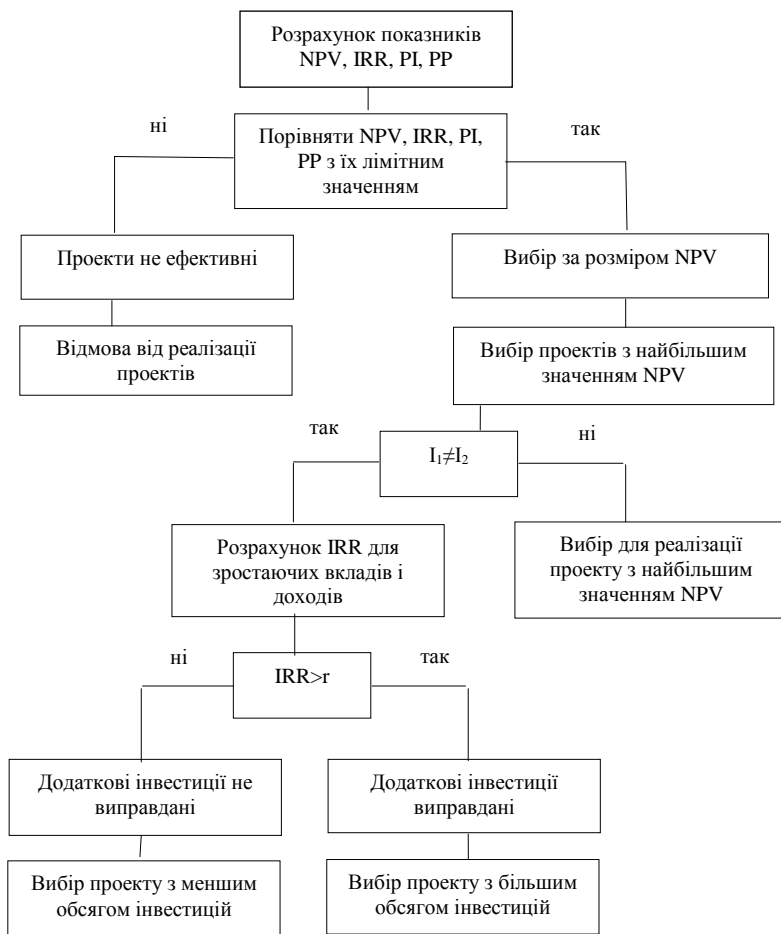 Розрахунок показників
NPV, IRR, PI, PP
ні
так
Порівняти NPV, IRR, PI,
PP з їх лімітним
значенням
Проекти не ефективні
Вибір за розміром NPV
Відмова від реалізації
проектів
Вибір проектів з найбільшим
значенням NPV
так
I₁≠I₂
ні
Розрахунок IRR для
зростаючих вкладів і
доходів
Вибір для реалізації
проекту з найбільшим
значенням NPV
ні
IRR>r
так
Додаткові інвестиції не
виправдані
Додаткові інвестиції
виправдані
Вибір проекту з меншим
обсягом інвестицій
Вибір проекту з більшим
обсягом інвестицій